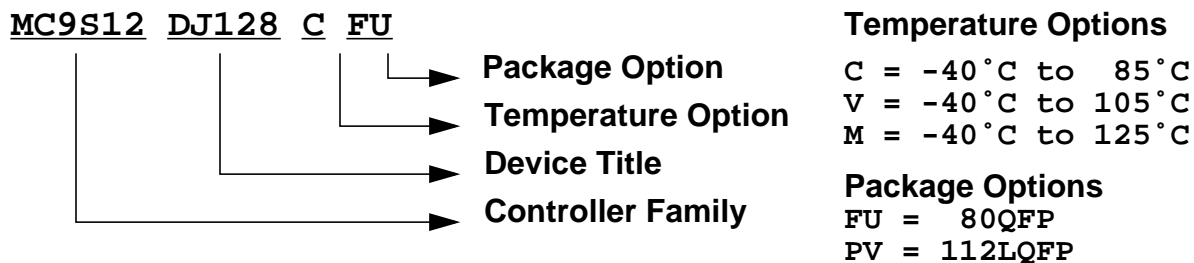 MC9S12 DJ128 C FU
Package Option
Temperature Option
Device Title
Controller Family
Temperature Options
C = -40˚C to 85˚C
V = -40˚C to 105˚C
M = -40˚C to 125˚C
Package Options
FU = 80QFP
PV = 112LQFP